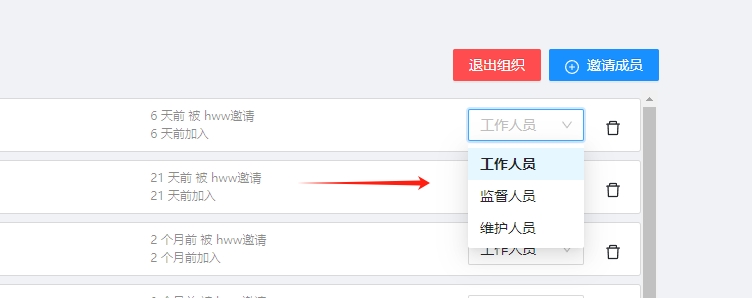 退出组织
邀请成员
6 天前 被 hww邀请
6 天前加入
工作人员
工作人员
21 天前 被 hww邀请
21 天前加入
监督人员
维护人员
2 个月前 被 hww邀请
2 个月前加入
工作人员